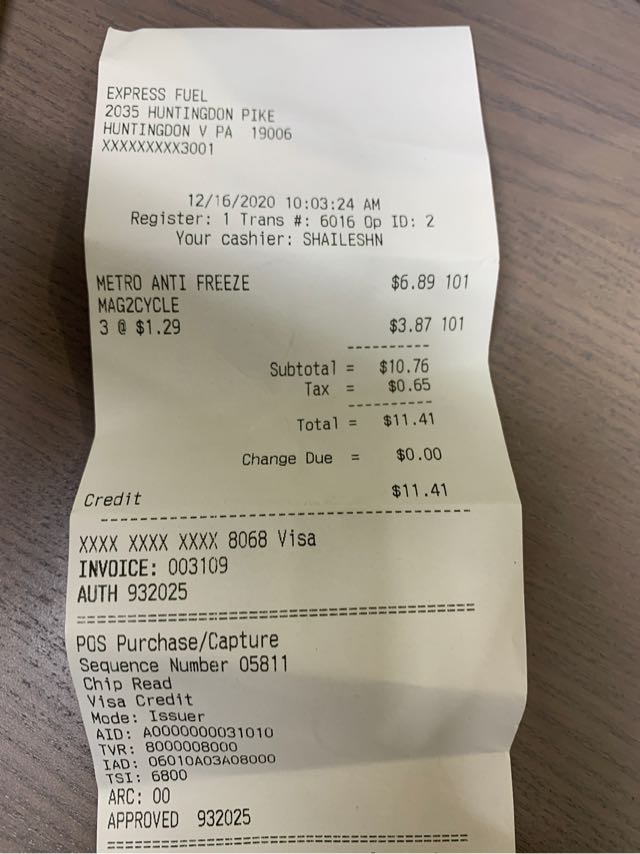 EXPRESS FUEL
2035 HUNTINGDON PIKE
HUNTINGDON V PA 19006
XXXXXXXXX3001
12/16/2020 10:03:24 AM
Register: 1 Trans #: 6016 Op ID: 2
Your cashier: SHAILESHN
METRO ANTI FREEZE $6.89 101
MAG2CYCLE
3 @ $1.29 $3.87 101
----------
Subtotal = $10.76
Tax = $0.65
----------
Total = $11.41
Change Due = $0.00
Credit $11.41
----------------------------------------
XXXX XXXX XXXX 8068 Visa
INVOICE: 003109
AUTH 932025
========================================
POS Purchase/Capture
Sequence Number 05811
Chip Read
Visa Credit
Mode: Issuer
AID: A0000000031010
TVR: 8000008000
IAD: 06010A03A08000
TSI: 6800
ARC: 00
APPROVED 932025
========================================